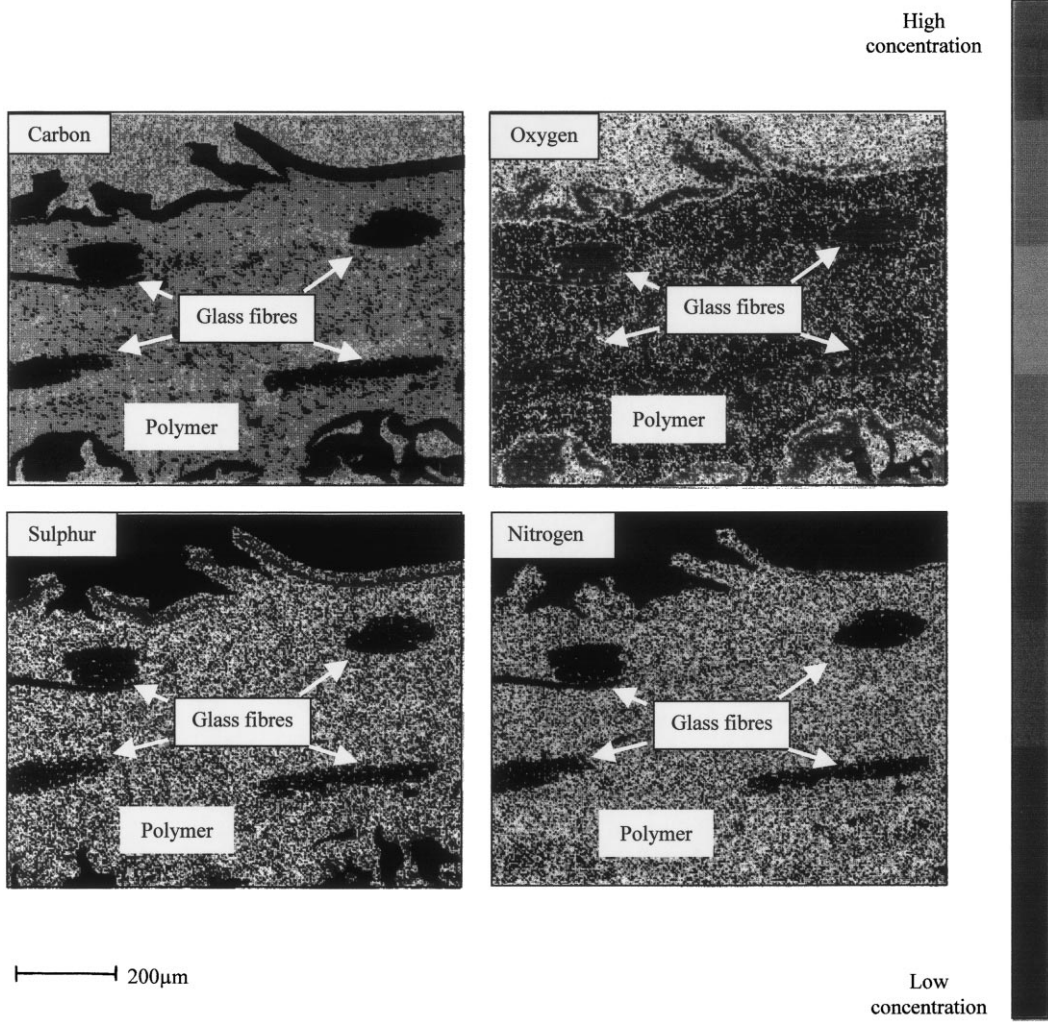 High
concentration
Carbon
Oxygen
Glass fibres
Glass fibres
Polymer
Polymer
Sulphur
Nitrogen
Glass fibres
Glass fibres
Polymer
Polymer
200µm
Low
concentration